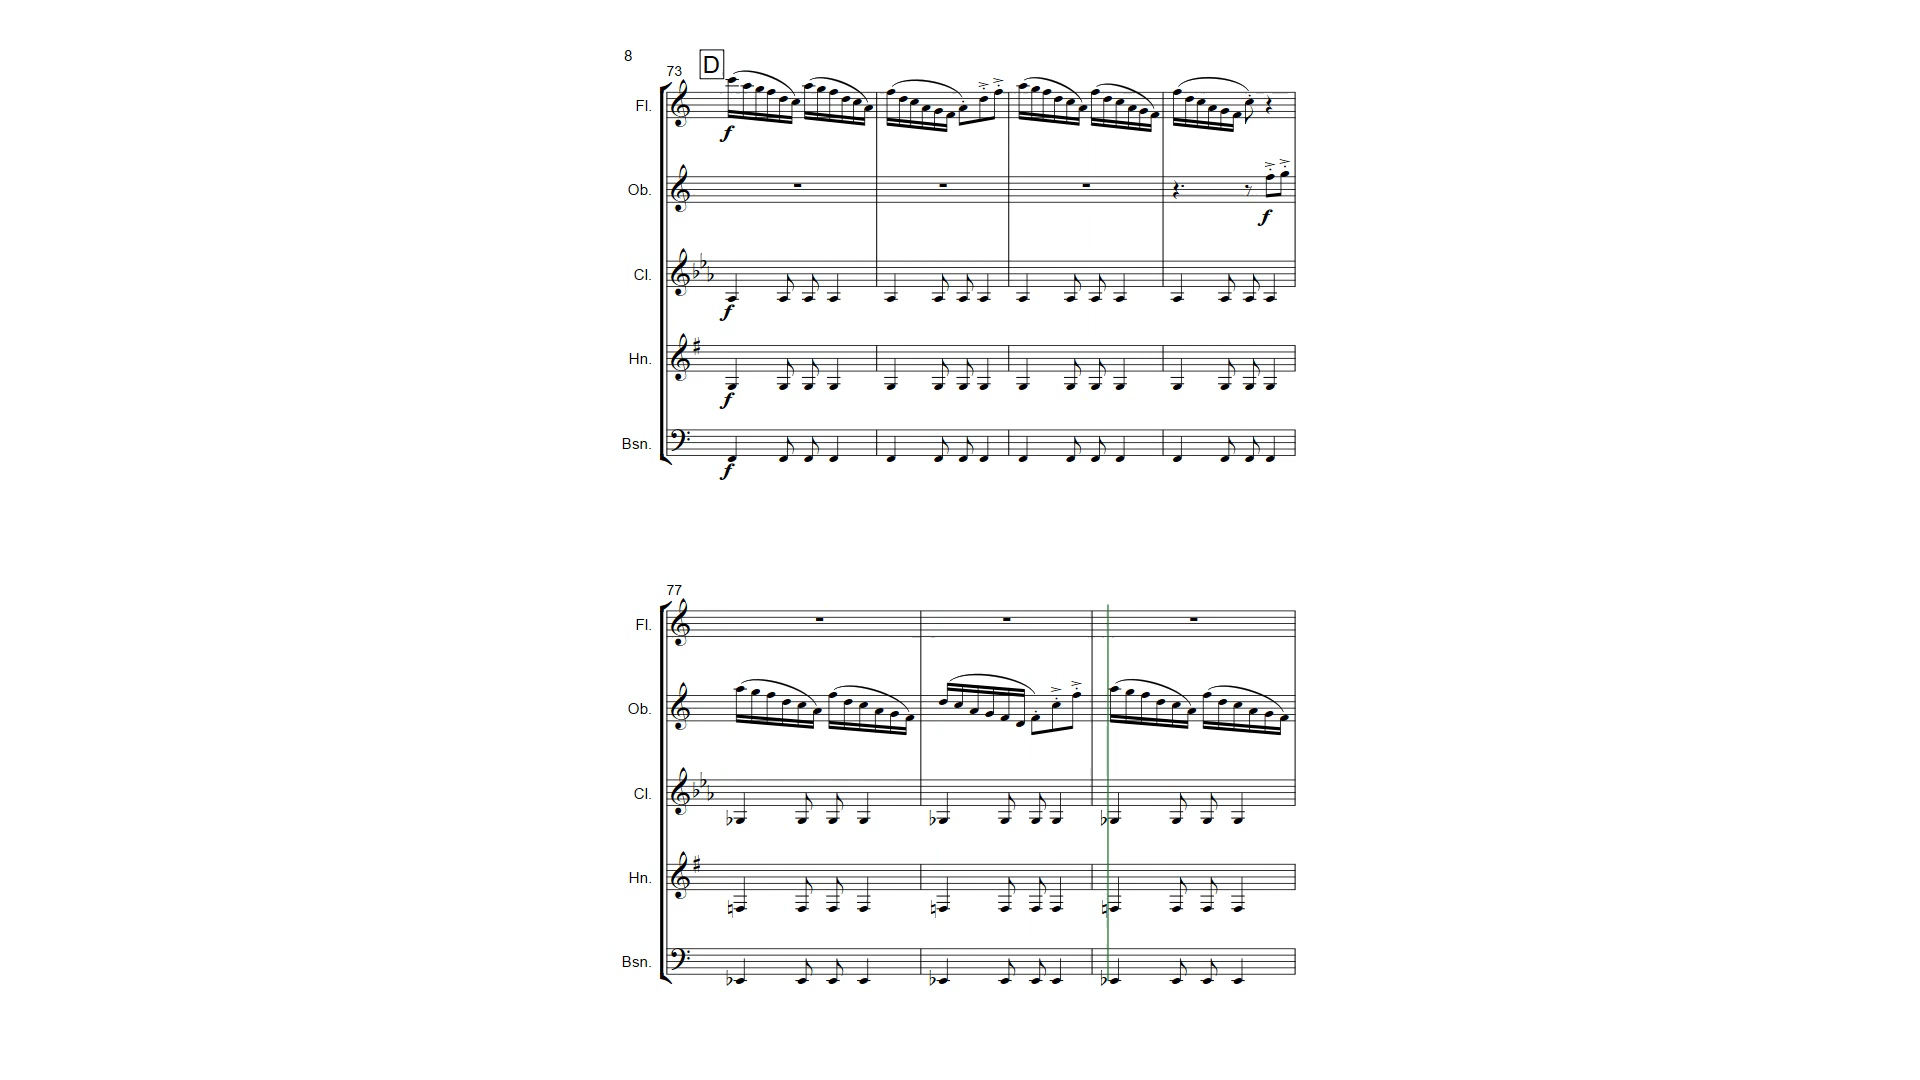 8
73
D
Fl.
f
Ob.
f
Cl.
f
Hn.
f
Bsn.
f
77
Fl.
Ob.
Cl.
Hn.
Bsn.